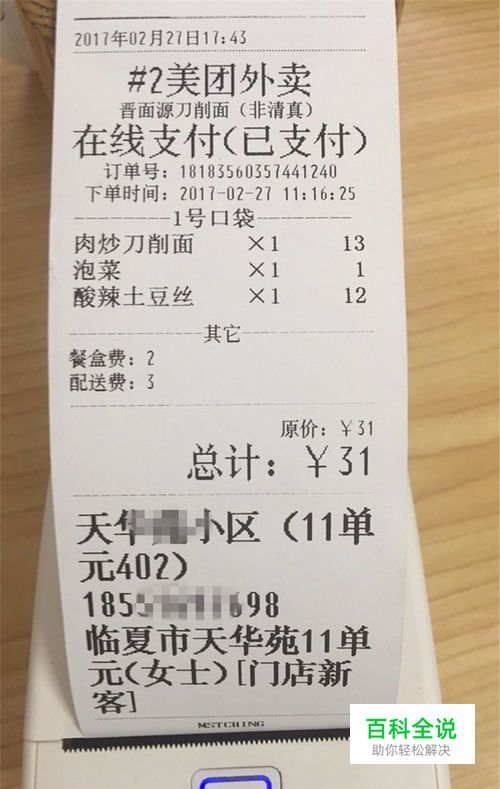 2017年02月27日17:43
#2美团外卖
晋面源刀削面（非清真）
在线支付(已支付)
订单号：18183560357441240
下单时间：2017-02-27 11:16:25
--------1号口袋--------
肉炒刀削面 ×1 13
泡菜 ×1 1
酸辣土豆丝 ×1 12
其它
餐盒费：2
配送费：3
原价：￥31
总计：￥31
天华 小区（11单
元402）
185 698
临夏市天华苑11单
元(女士)[门店新
客]
MSTCHING
百科全说
助你轻松解决